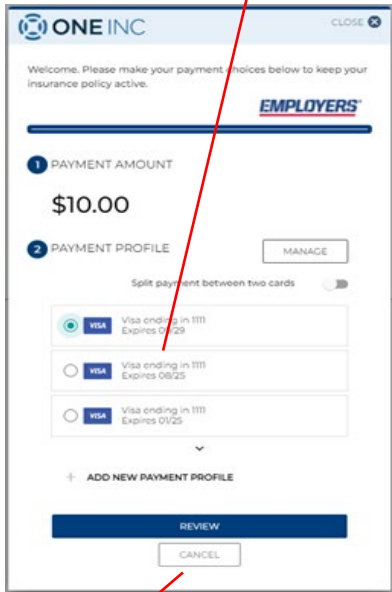 ONE INC
CLOSE
Welcome. Please make your payment choices below to keep your
insurance policy active.
EMPLOYERS®
1 PAYMENT AMOUNT
$10.00
2 PAYMENT PROFILE
MANAGE
Split payment between two cards
VISA Visa ending in 1111
Expires 09/29
VISA Visa ending in 1111
Expires 08/25
VISA Visa ending in 1111
Expires 01/25
+ ADD NEW PAYMENT PROFILE
REVIEW
CANCEL